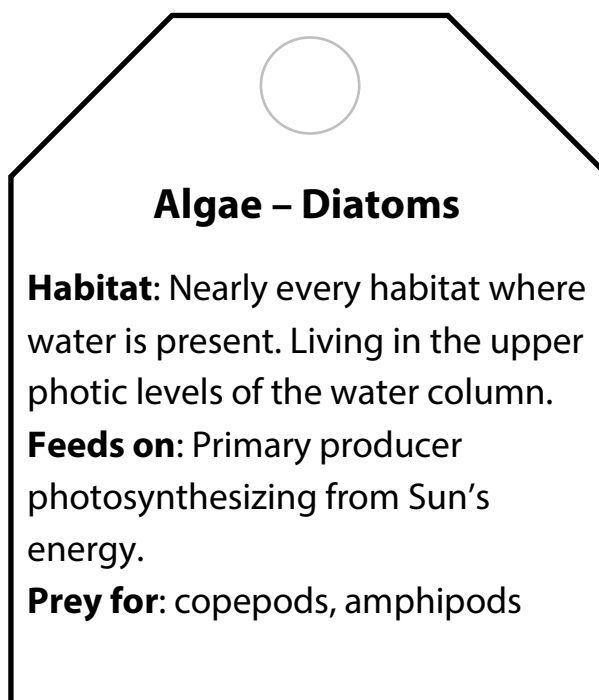 Algae – Diatoms
Habitat: Nearly every habitat where
water is present. Living in the upper
photic levels of the water column.
Feeds on: Primary producer
photosynthesizing from Sun’s
energy.
Prey for: copepods, amphipods